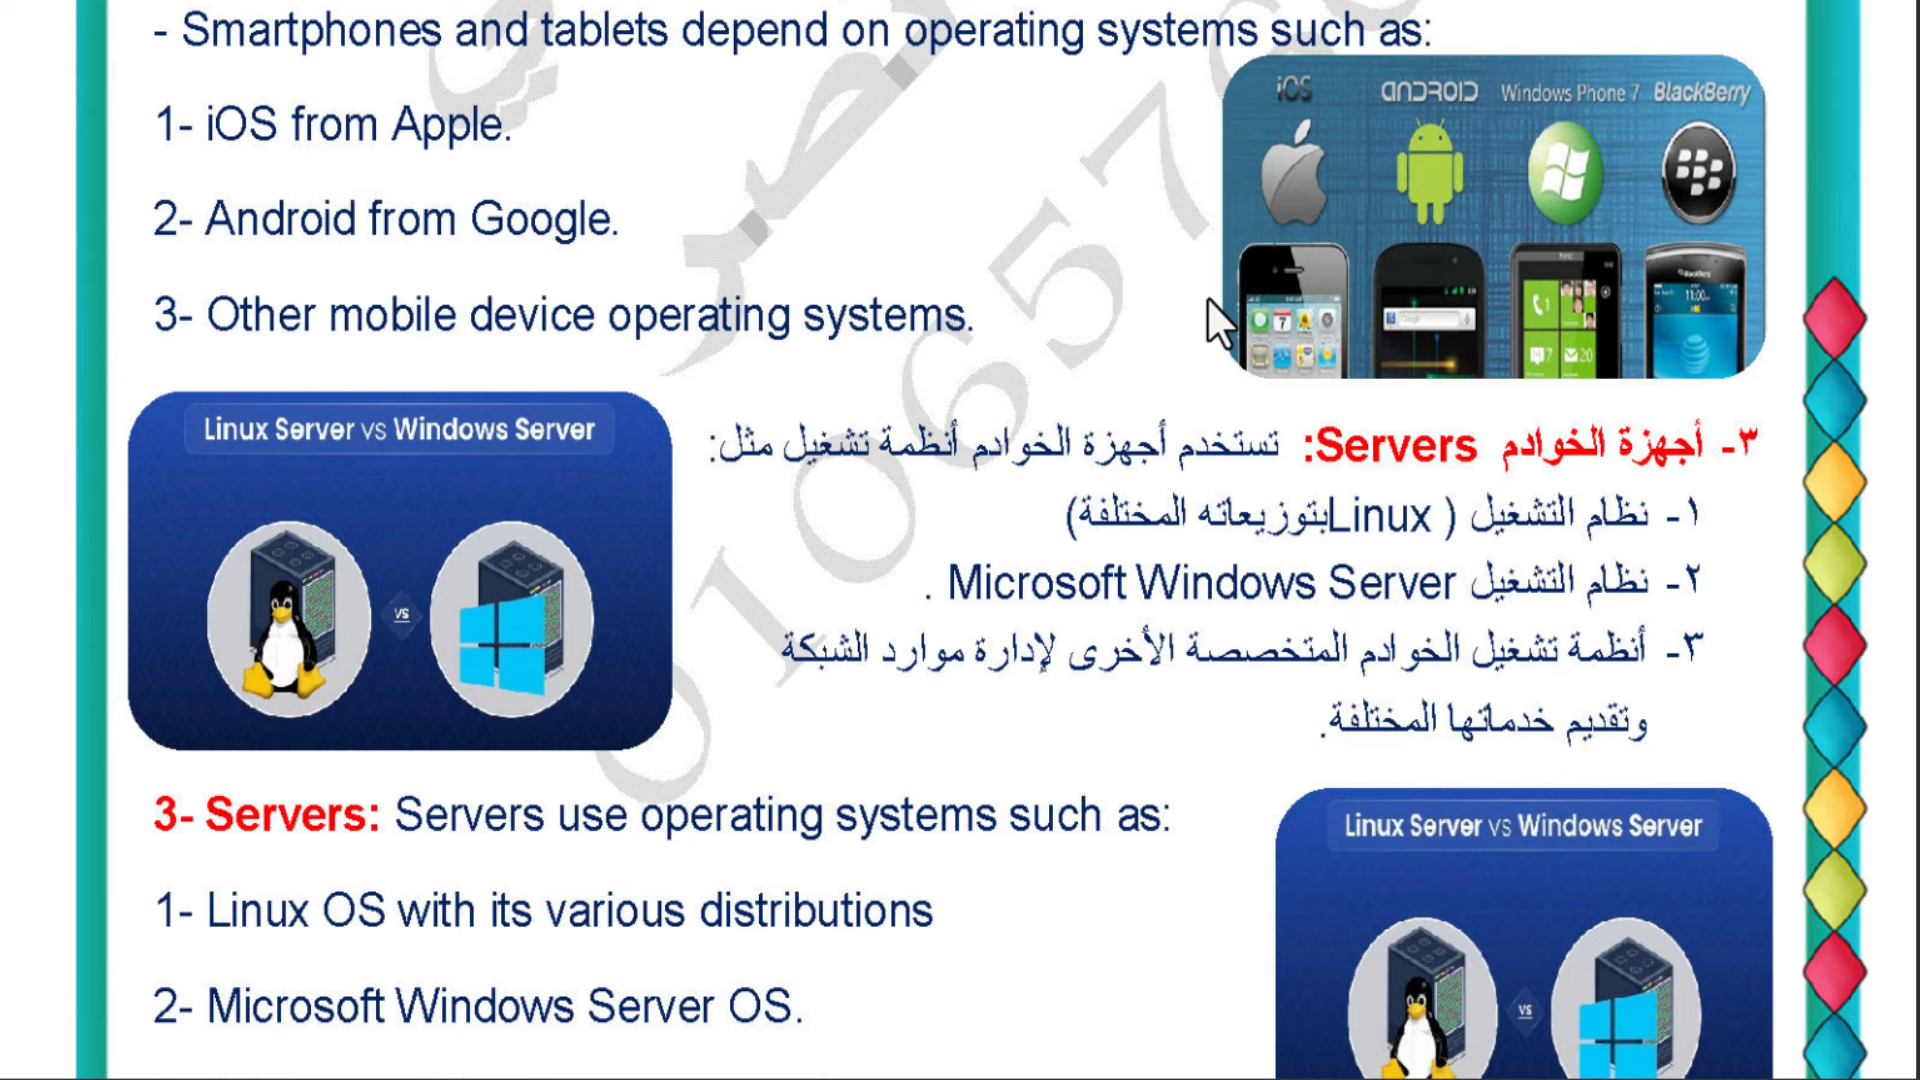 - Smartphones and tablets depend on operating systems such as:
iOS ANDROID Windows Phone 7 BlackBerry
1- iOS from Apple.
2- Android from Google.
3- Other mobile device operating systems.
Linux Server vs Windows Server
vs
٣- أجهزة الخوادم Servers: تستخدم أجهزة الخوادم أنظمة تشغيل مثل:
١- نظام التشغيل ( Linuxبتوزيعاته المختلفة)
٢- نظام التشغيل Microsoft Windows Server .
٣- أنظمة تشغيل الخوادم المتخصصة الأخرى لإدارة موارد الشبكة
وتقديم خدماتها المختلفة.
3- Servers: Servers use operating systems such as:
1- Linux OS with its various distributions
2- Microsoft Windows Server OS.
Linux Server vs Windows Server
vs